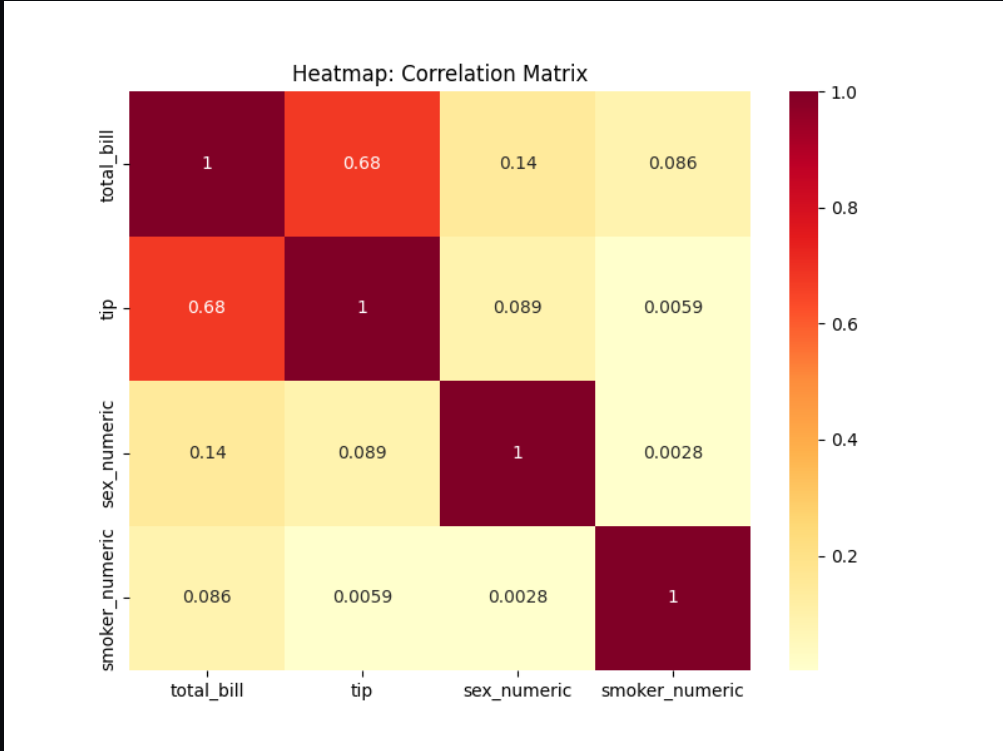 Heatmap: Correlation Matrix
total_bill 1 0.68 0.14 0.086
tip 0.68 1 0.089 0.0059
sex_numeric 0.14 0.089 1 0.0028
smoker_numeric 0.086 0.0059 0.0028 1
total_bill tip sex_numeric smoker_numeric
1.0
0.8
0.6
0.4
0.2